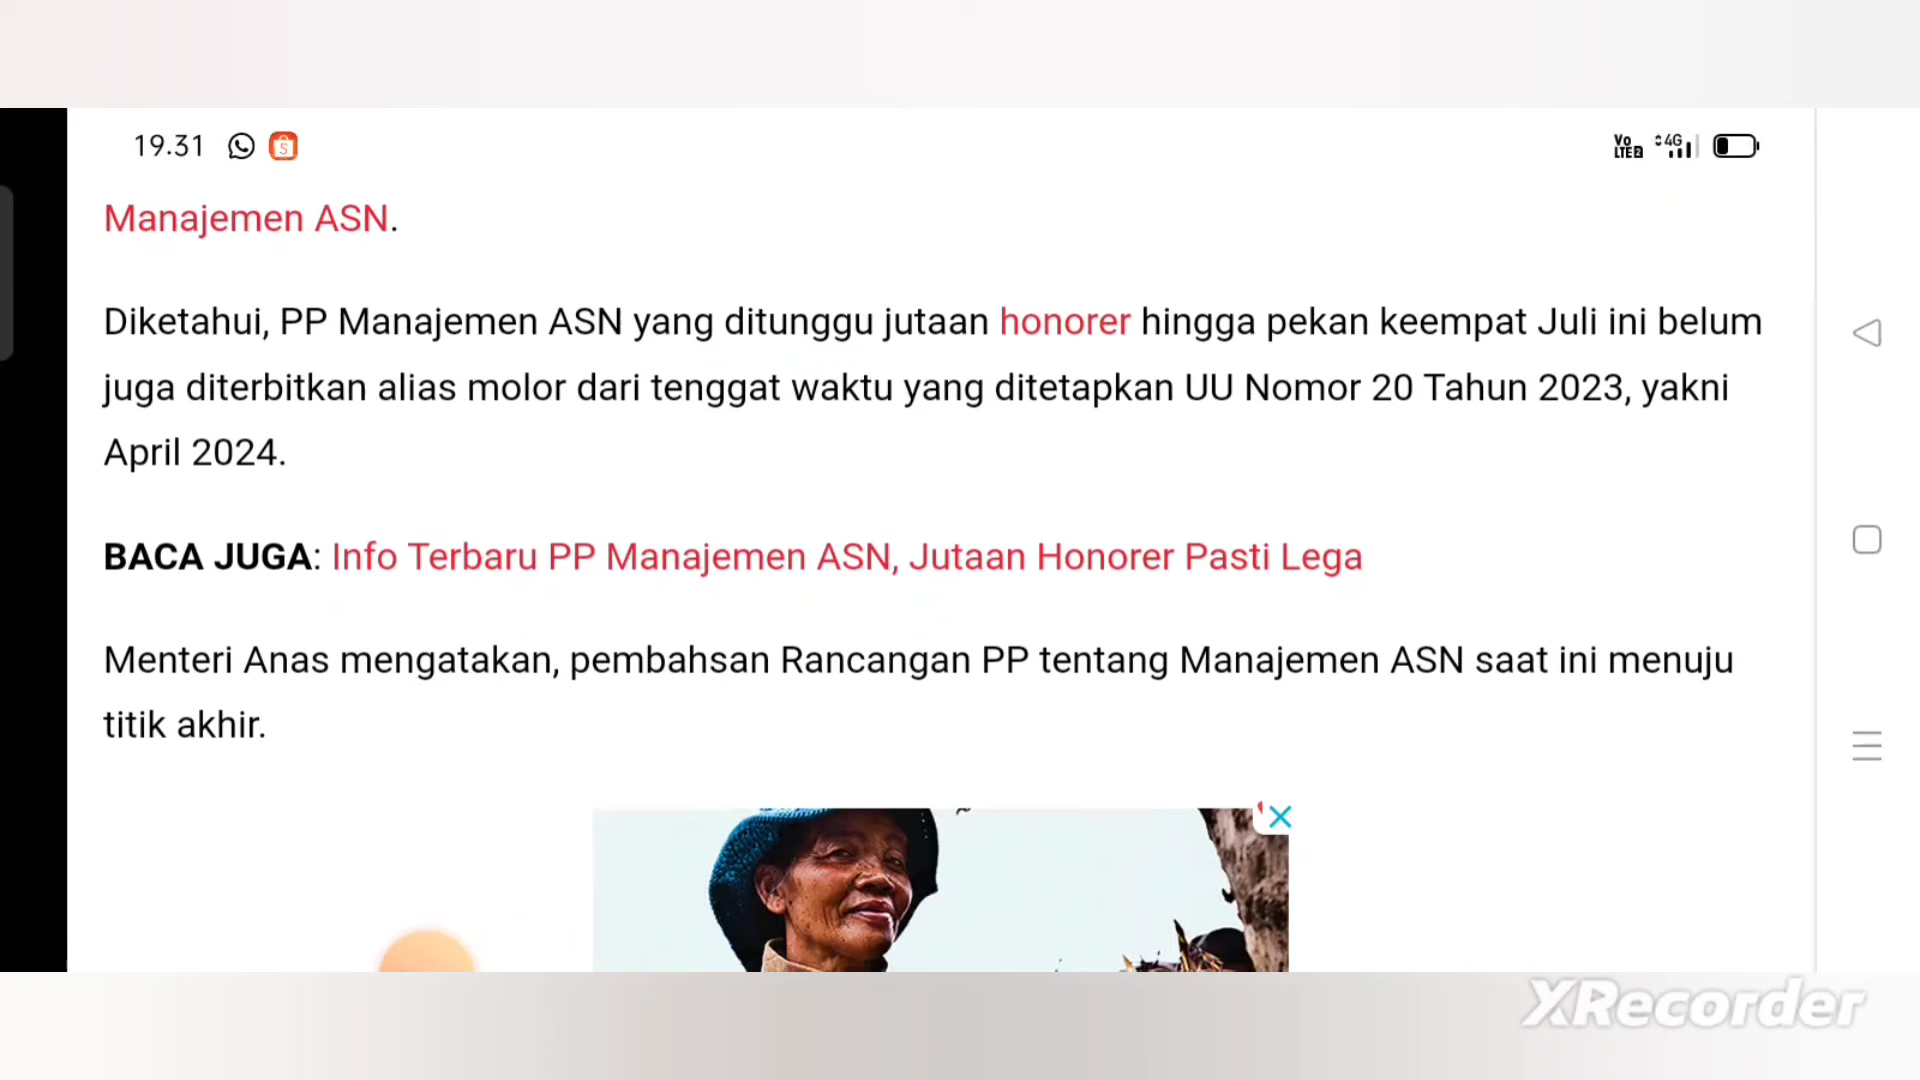 19.31
Vo
LTE2
4G
Manajemen ASN.
Diketahui, PP Manajemen ASN yang ditunggu jutaan honorer hingga pekan keempat Juli ini belum
juga diterbitkan alias molor dari tenggat waktu yang ditetapkan UU Nomor 20 Tahun 2023, yakni
April 2024.
BACA JUGA: Info Terbaru PP Manajemen ASN, Jutaan Honorer Pasti Lega
Menteri Anas mengatakan, pembahsan Rancangan PP tentang Manajemen ASN saat ini menuju
titik akhir.
XRecorder